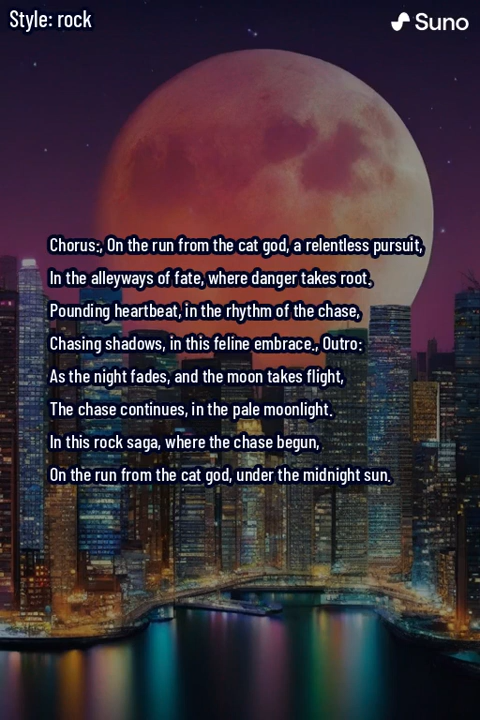 Style: rock
Suno
Chorus:, On the run from the cat god, a relentless pursuit,
In the alleyways of fate, where danger takes root.
Pounding heartbeat, in the rhythm of the chase,
Chasing shadows, in this feline embrace., Outro:
As the night fades, and the moon takes flight,
The chase continues, in the pale moonlight.
In this rock saga, where the chase begun,
On the run from the cat god, under the midnight sun.